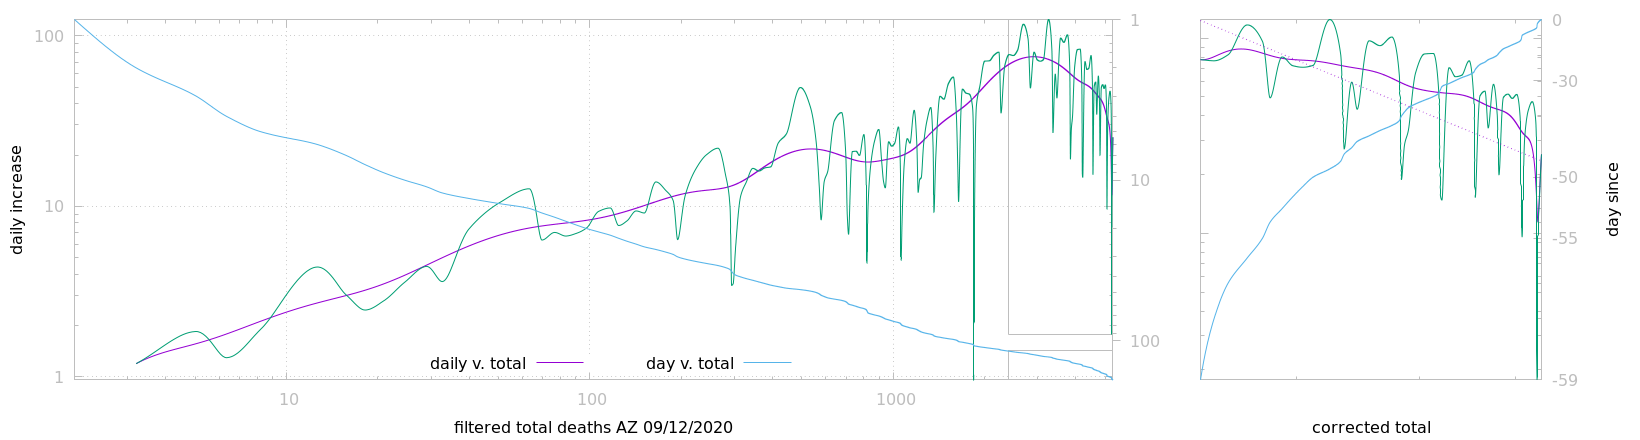 100
10
1
daily increase
daily v. total
day v. total
10
100
1000
filtered total deaths AZ 09/12/2020
1
10
100
0
-30
-50
-55
-59
day since
corrected total